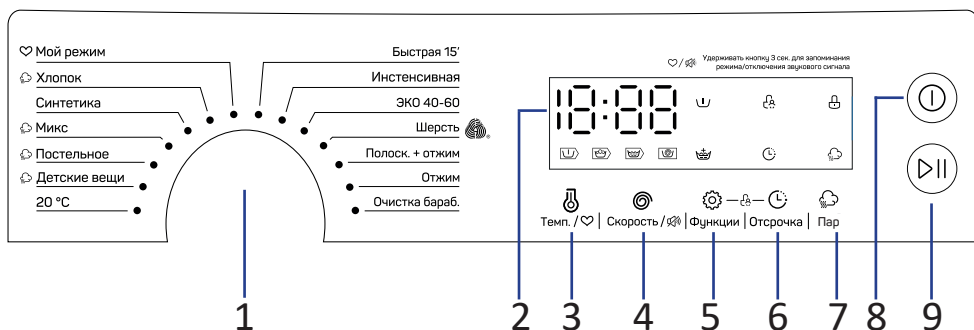 Мой режим
Хлопок
Синтетика
Микс
Постельное
Детские вещи
20 °C
Быстрая 15'
Инстенсивная
ЭКО 40-60
Шерсть
Полоск. + отжим
Отжим
Очистка бараб.
Удерживать кнопку 3 сек. для запоминания
режима/отключения звукового сигнала
18:88
Темп. / Скорость / Функции Отсрочка Пар
1 2 3 4 5 6 7 8 9